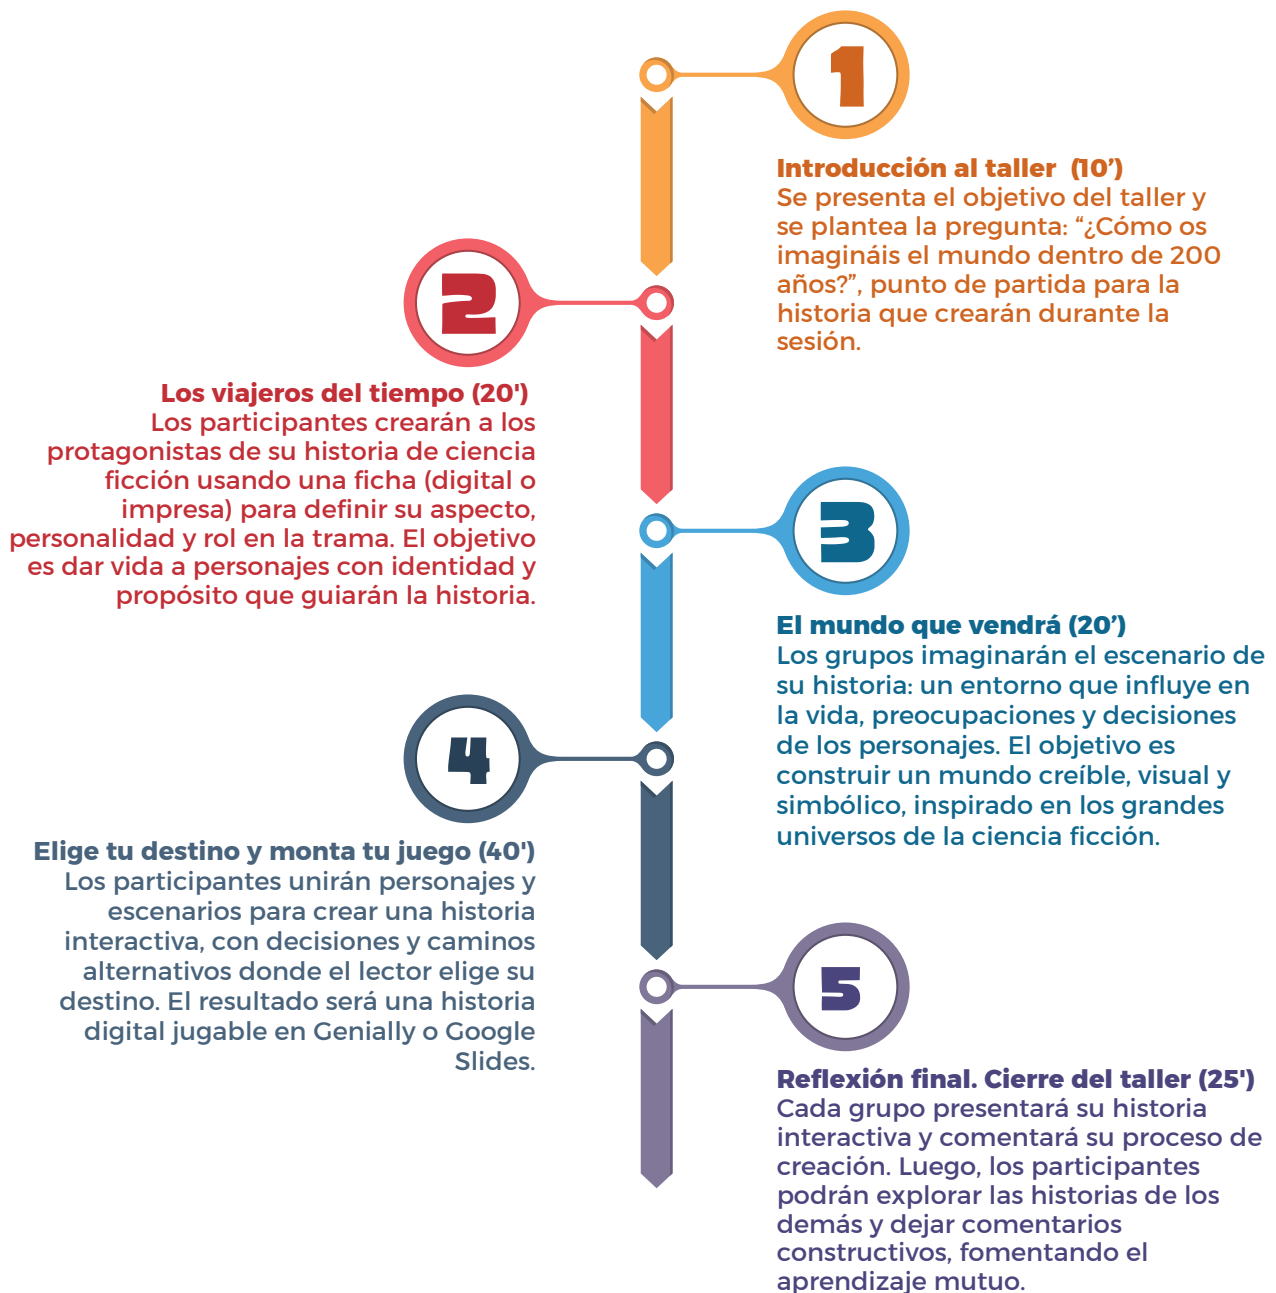 1
Introducción al taller (10’)
Se presenta el objetivo del taller y
se plantea la pregunta: “¿Cómo os
imagináis el mundo dentro de 200
años?”, punto de partida para la
historia que crearán durante la
sesión.
2
Los viajeros del tiempo (20')
Los participantes crearán a los
protagonistas de su historia de ciencia
ficción usando una ficha (digital o
impresa) para definir su aspecto,
personalidad y rol en la trama. El objetivo
es dar vida a personajes con identidad y
propósito que guiarán la historia.
3
El mundo que vendrá (20’)
Los grupos imaginarán el escenario de
su historia: un entorno que influye en
la vida, preocupaciones y decisiones
de los personajes. El objetivo es
construir un mundo creíble, visual y
simbólico, inspirado en los grandes
universos de la ciencia ficción.
4
Elige tu destino y monta tu juego (40')
Los participantes unirán personajes y
escenarios para crear una historia
interactiva, con decisiones y caminos
alternativos donde el lector elige su
destino. El resultado será una historia
digital jugable en Genially o Google
Slides.
5
Reflexión final. Cierre del taller (25')
Cada grupo presentará su historia
interactiva y comentará su proceso de
creación. Luego, los participantes
podrán explorar las historias de los
demás y dejar comentarios
constructivos, fomentando el
aprendizaje mutuo.